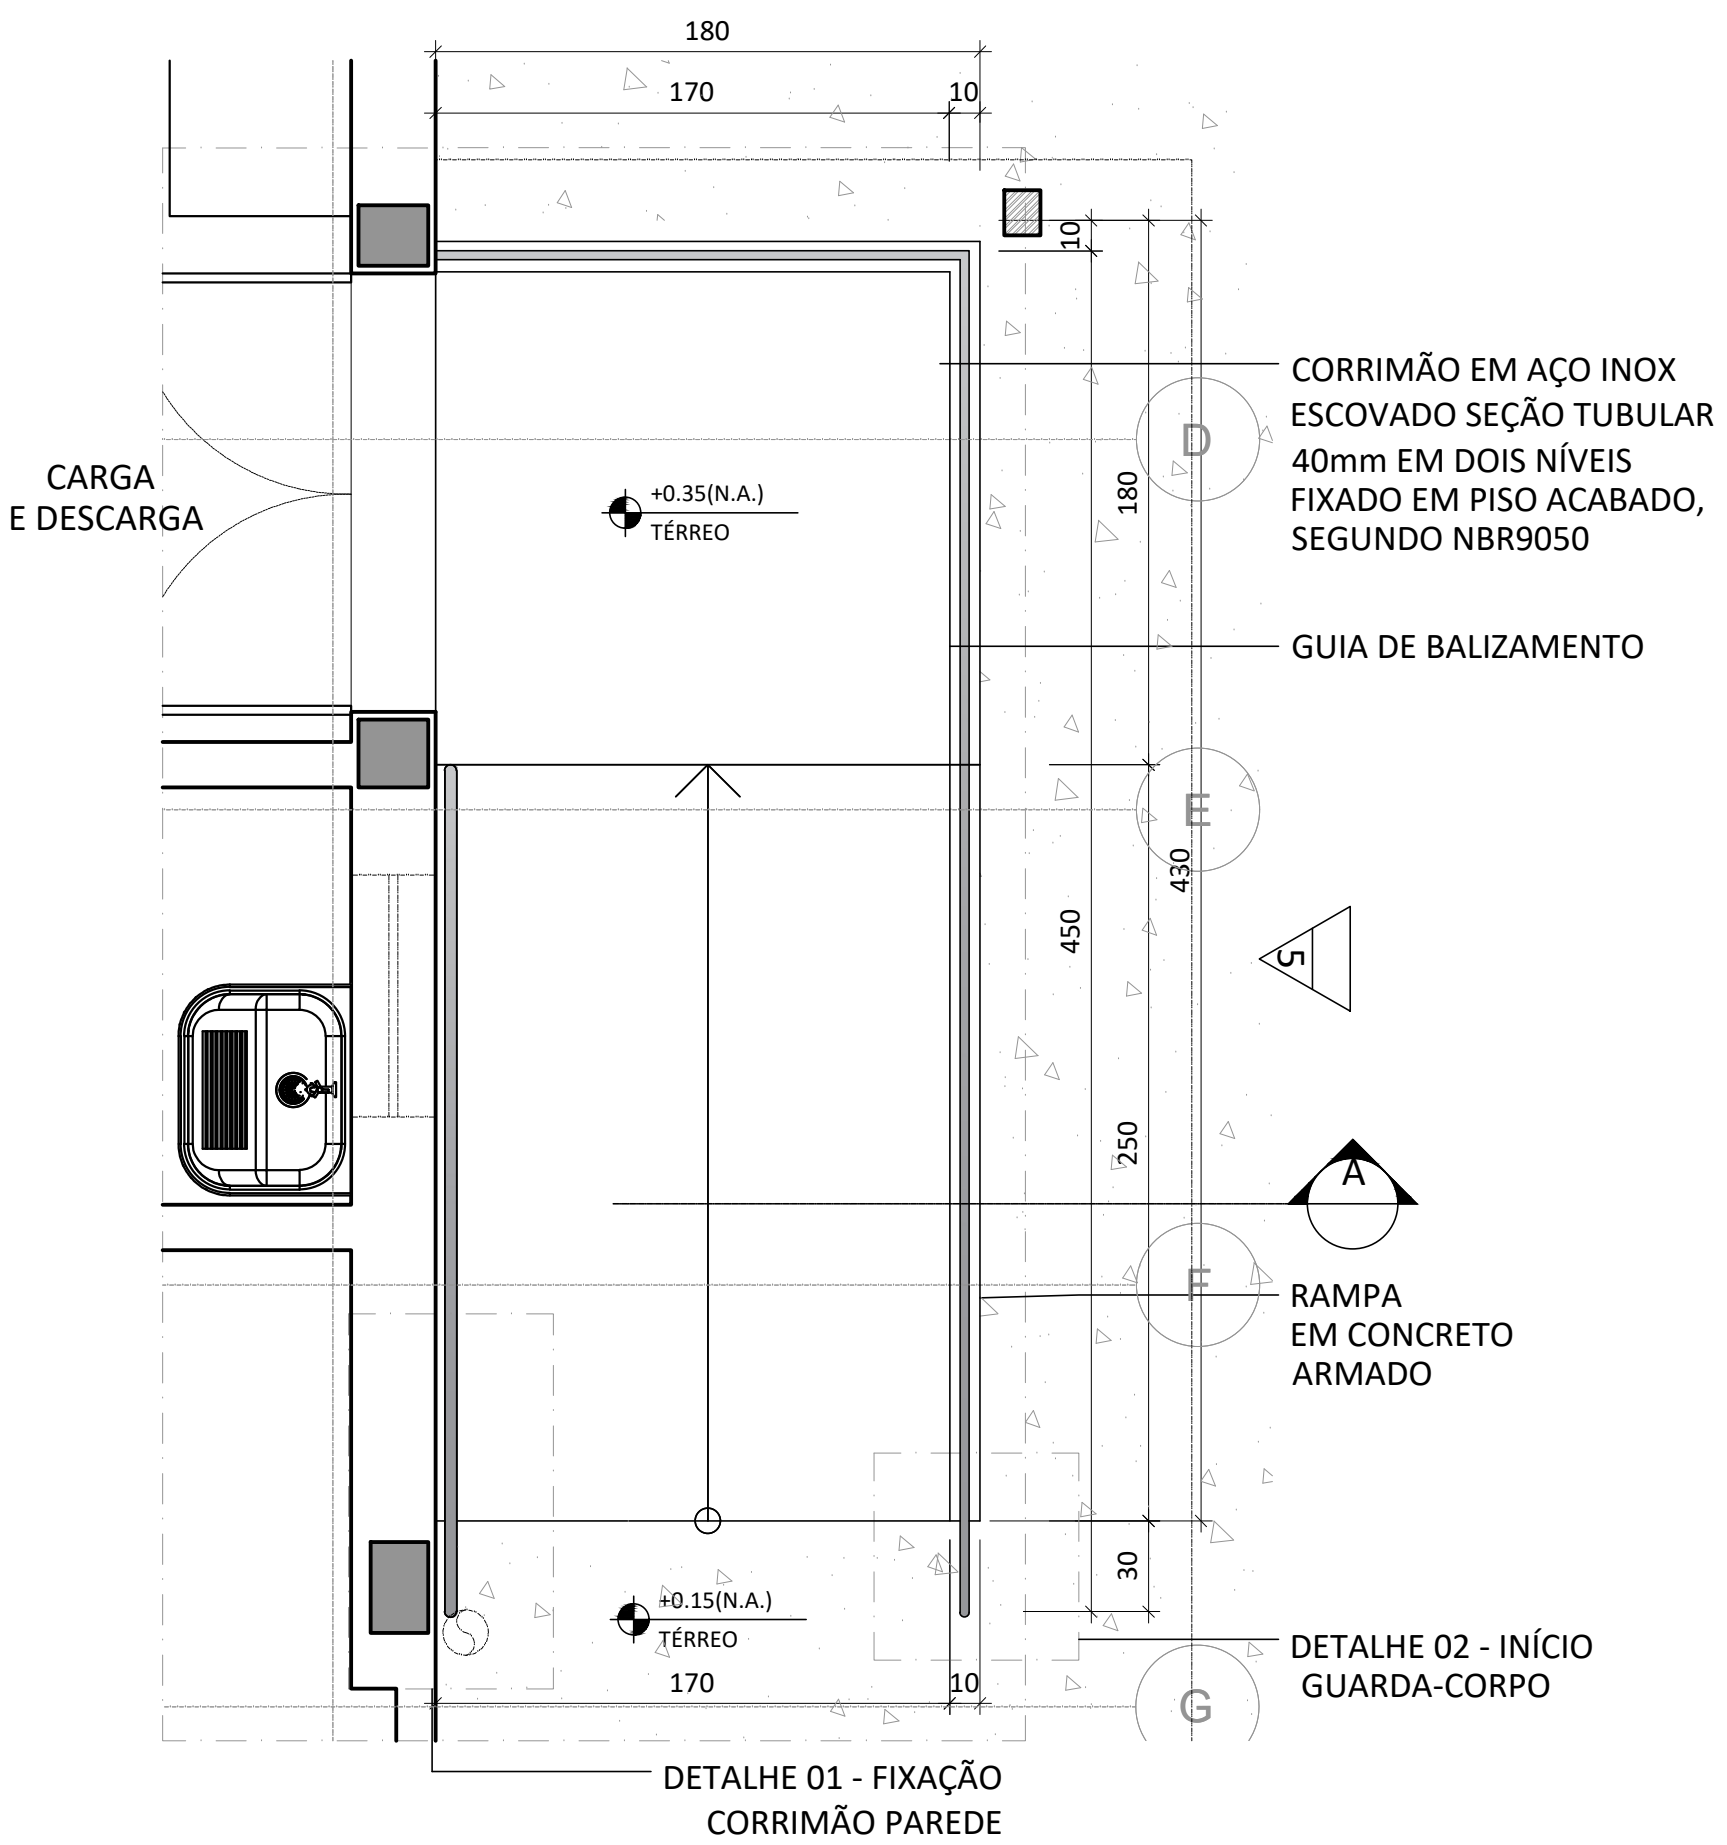 180
170
10
10
CORRIMÃO EM AÇO INOX
ESCOVADO SEÇÃO TUBULAR
40mm EM DOIS NÍVEIS
FIXADO EM PISO ACABADO,
SEGUNDO NBR9050
D
CARGA
E DESCARGA
+0.35(N.A.)
TÉRREO
180
GUIA DE BALIZAMENTO
E
430
450
5
250
A
F
RAMPA
EM CONCRETO
ARMADO
30
+0.15(N.A.)
TÉRREO
DETALHE 02 - INÍCIO
GUARDA-CORPO
170
10
G
DETALHE 01 - FIXAÇÃO
CORRIMÃO PAREDE